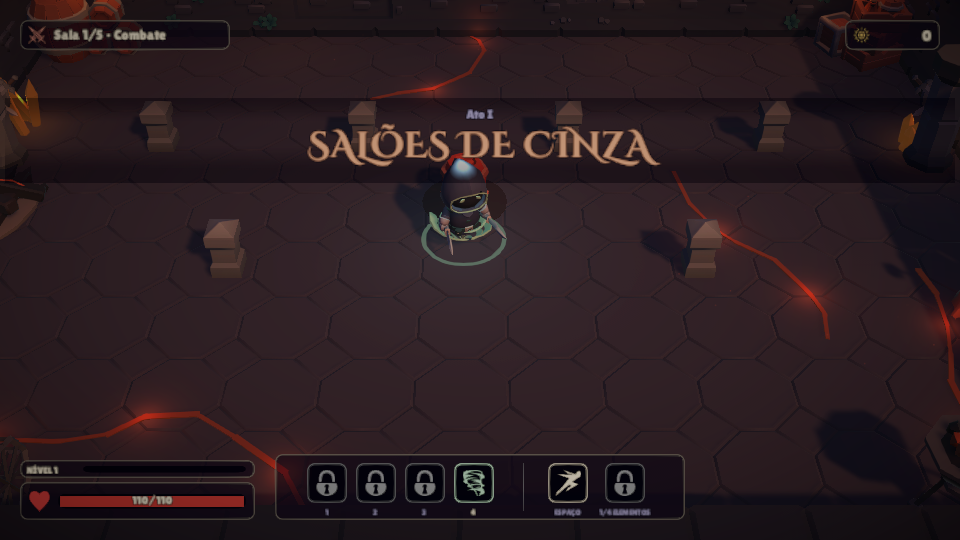 Sala 1/5 - Combate
0
Ato I
SALÕES DE CINZA
NÍVEL 1
110/110
1
2
3
4
ESPAÇO
1/4 ELEMENTOS